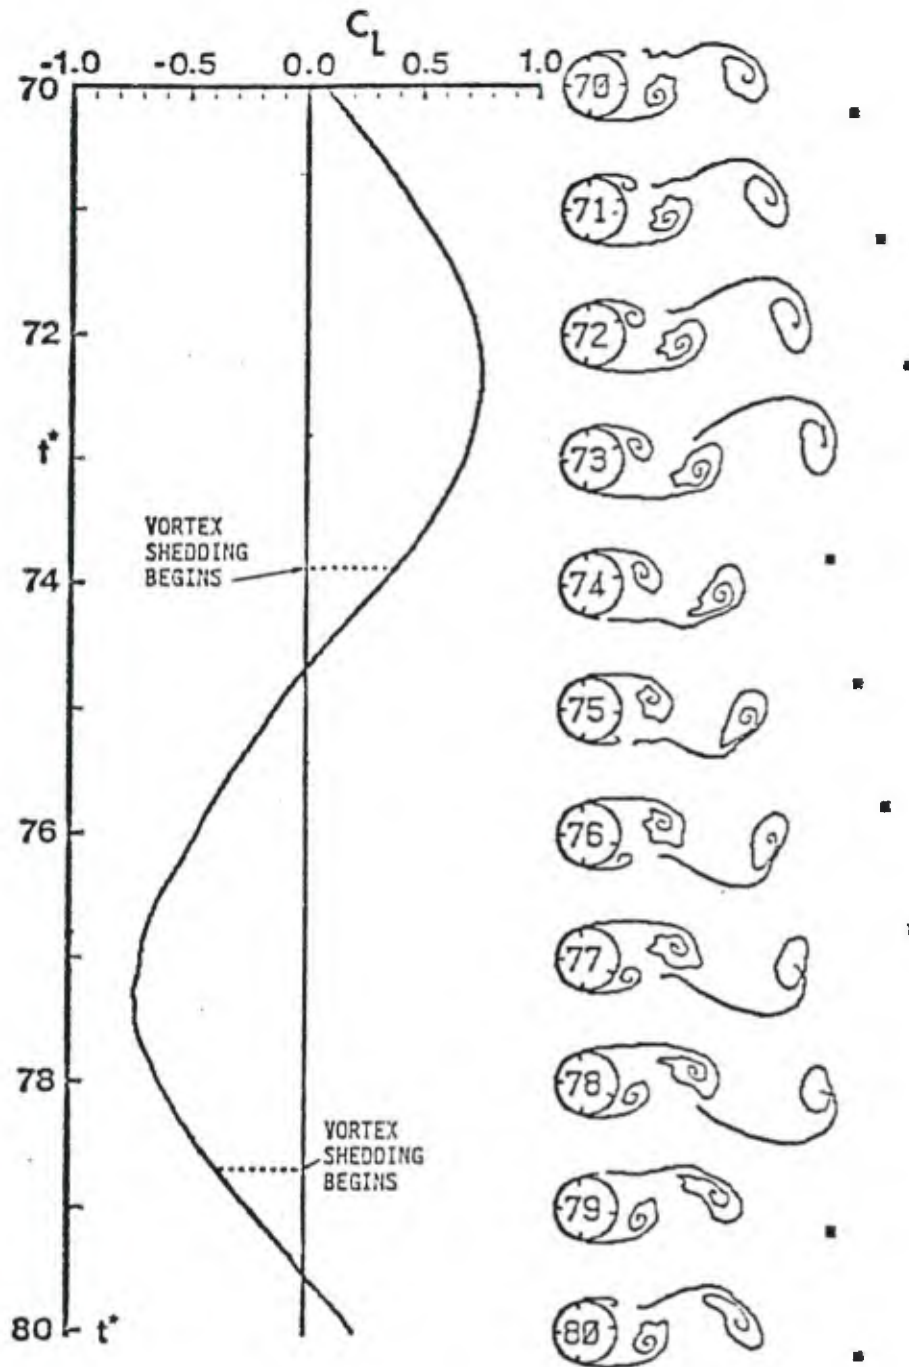 C_L
-1.0 -0.5 0.0 0.5 1.0
70
72
t*
74
76
78
80 t*
VORTEX
SHEDDING
BEGINS
VORTEX
SHEDDING
BEGINS
70
71
72
73
74
75
76
77
78
79
80